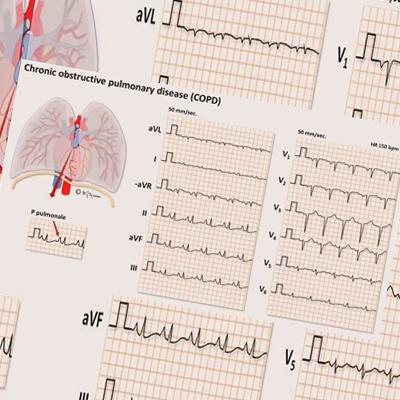 aVL
V1
Chronic obstructive pulmonary disease (COPD)
50 mm/sec.
50 mm/sec.
HR 150 bpm
aVL
I
-aVR
II
aVF
III
V1
V2
V3
V4
V5
V6
P pulmonale
aVF
V5
III